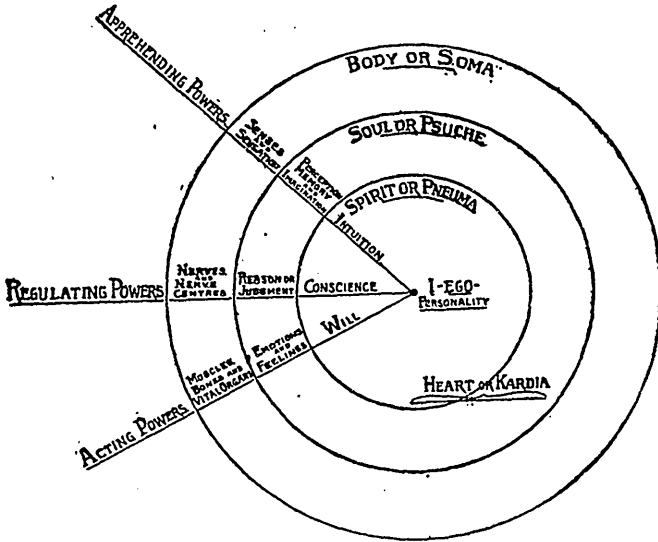 BODY OR SOMA
SOUL OR PSUCHE
SPIRIT OR PNEUMA
APPREHENDING POWERS
SENSES
AND
SENSATION
PERCEPTION
MEMORY
AND
IMAGINATION
INTUITION
REGULATING POWERS
NERVES
AND
NERVE
CENTRES
REASON OR
JUDGEMENT
CONSCIENCE
I-EGO-
PERSONALITY
ACTING POWERS
MUSCLES
BONES AND
VITAL ORGANS
EMOTIONS
AND
FEELINGS
WILL
HEART OR KARDIA